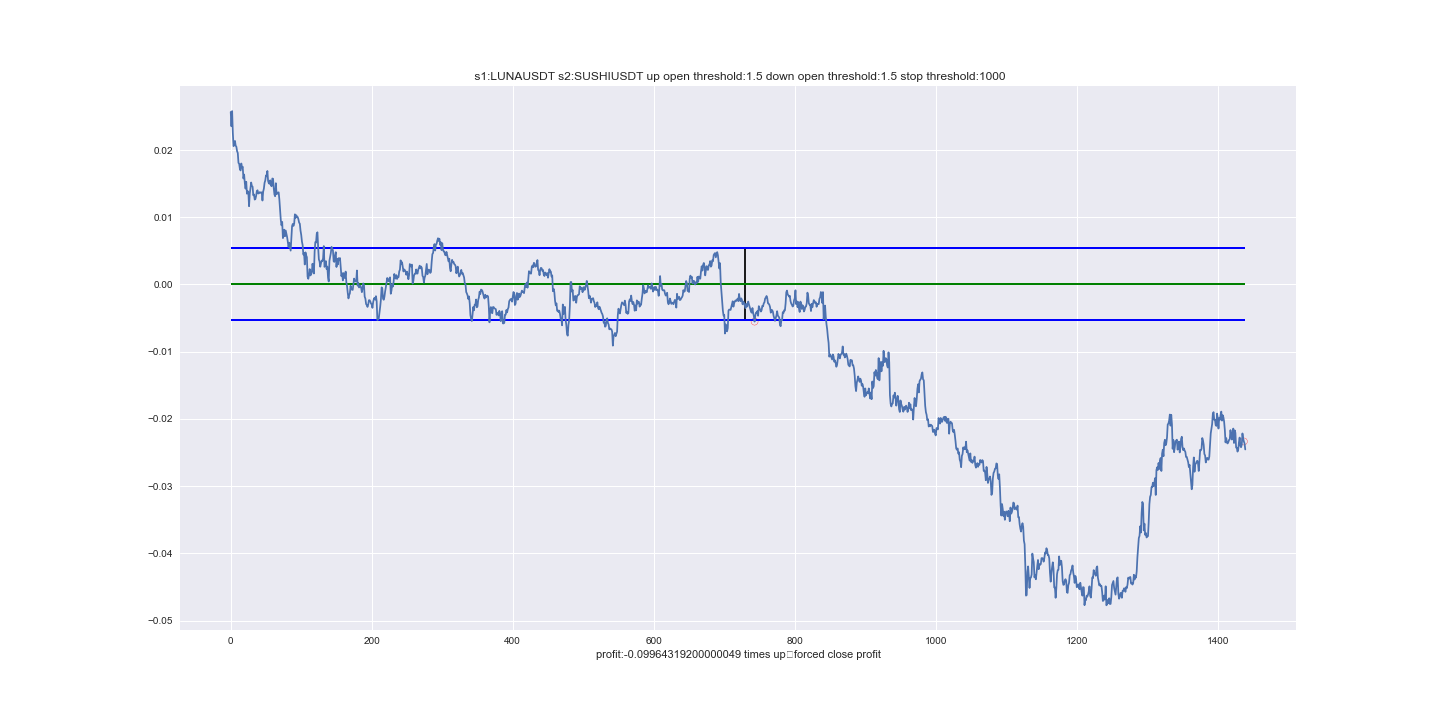 s1:LUNAUSDT s2:SUSHIUSDT up open threshold:1.5 down open threshold:1.5 stop threshold:1000
0.02
0.01
0.00
−0.01
−0.02
−0.03
−0.04
−0.05
0 200 400 600 800 1000 1200 1400
profit:-0.09964319200000049 times up□forced close profit